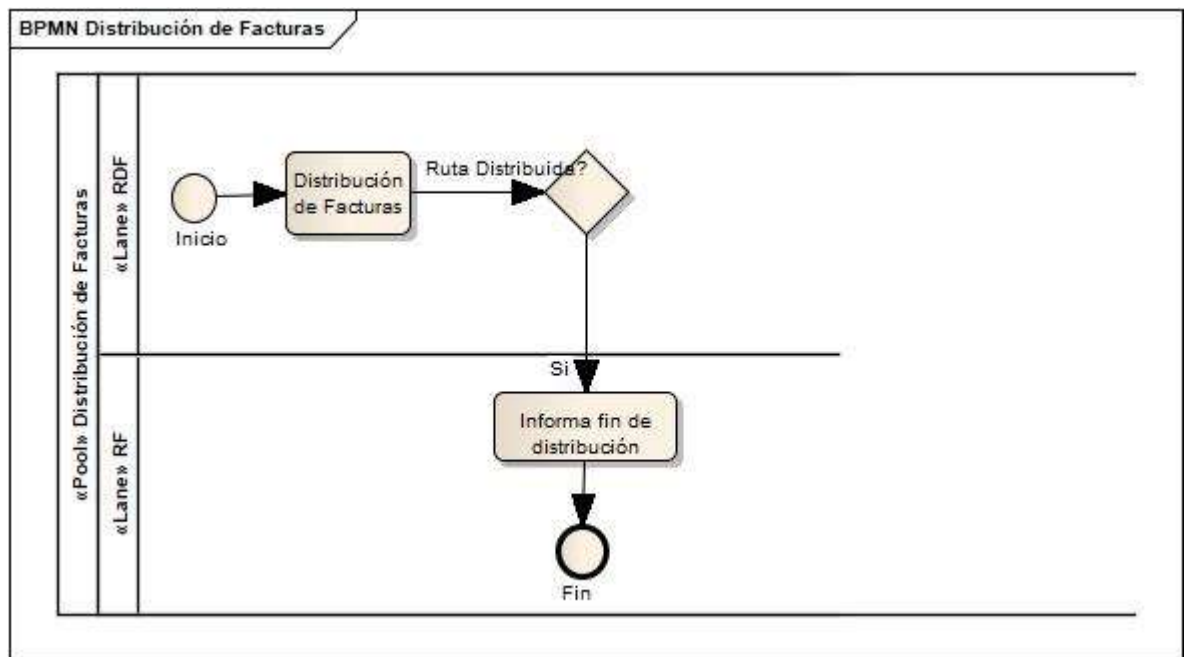 BPMN Distribución de Facturas
«Pool» Distribución de Facturas
«Lane» RDF
Inicio
Distribución
de Facturas
Ruta Distribuida?
«Lane» RF
Si
Informa fin de
distribución
Fin